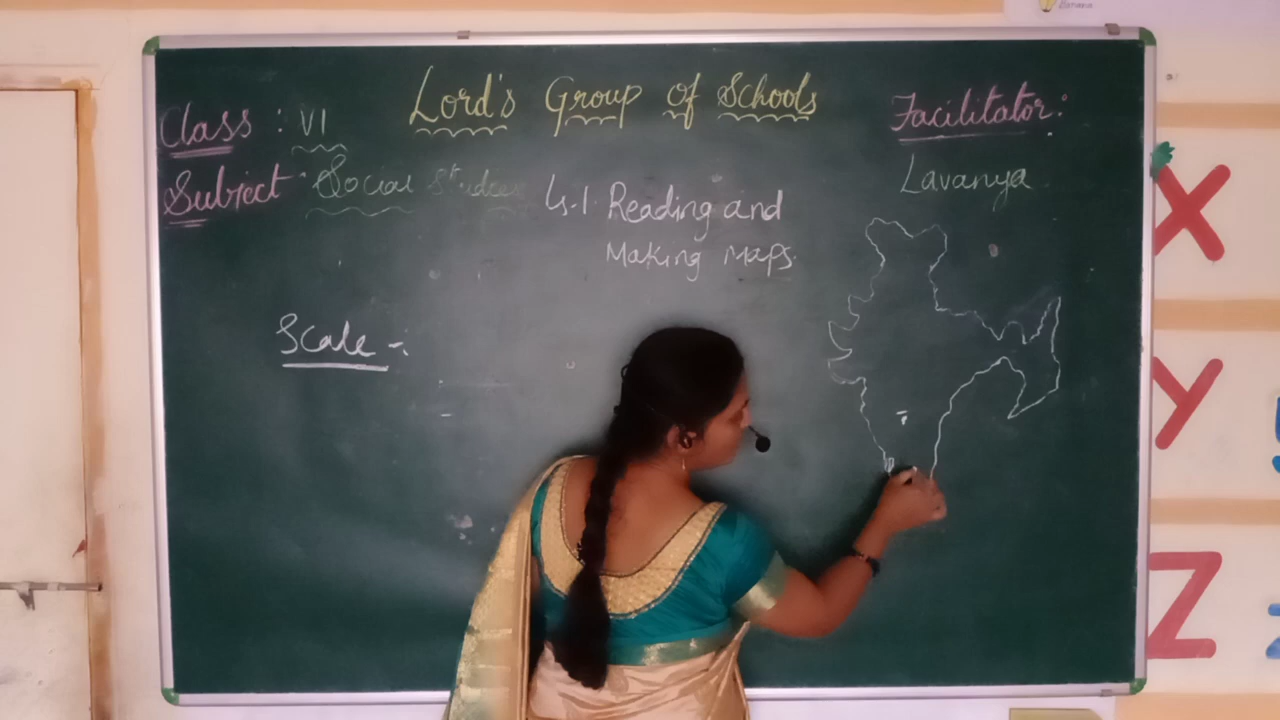 Lord's Group of Schools
Class : VI
Subject : Social Studies
Facilitator :
Lavanya
4.1 Reading and
Making Maps
Scale -:
X
Y
Z